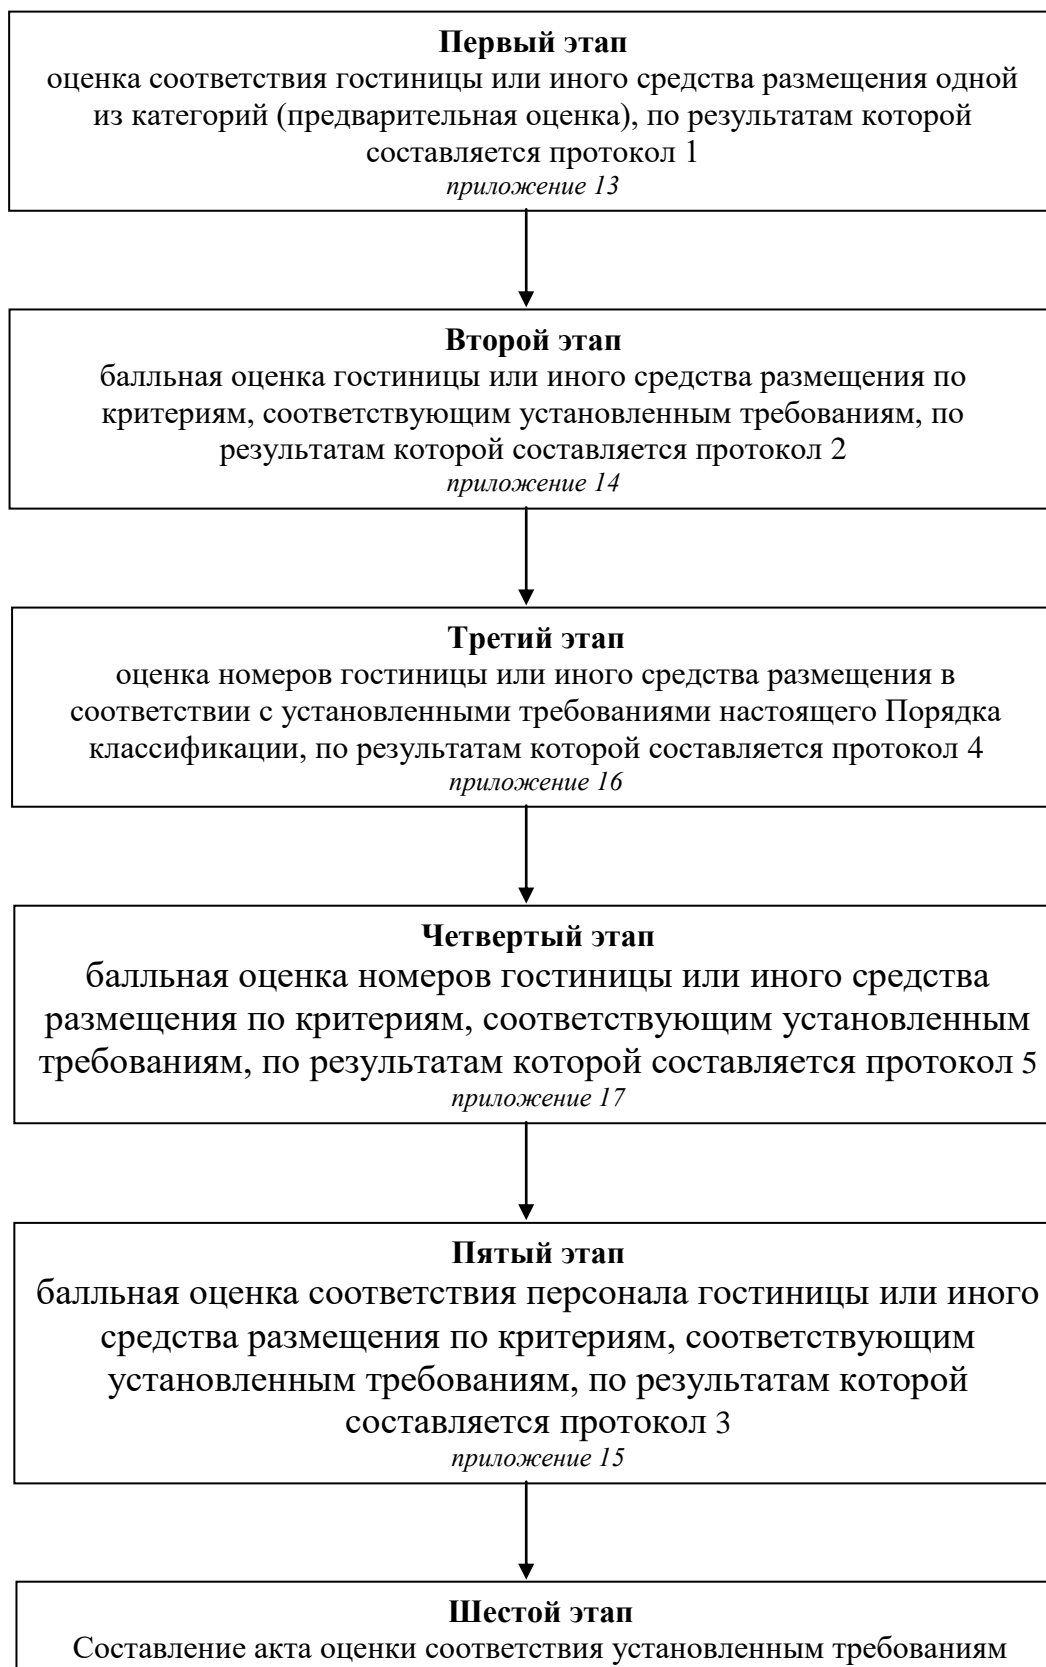 Первый этап
оценка соответствия гостиницы или иного средства размещения одной
из категорий (предварительная оценка), по результатам которой
составляется протокол 1
приложение 13
Второй этап
балльная оценка гостиницы или иного средства размещения по
критериям, соответствующим установленным требованиям, по
результатам которой составляется протокол 2
приложение 14
Третий этап
оценка номеров гостиницы или иного средства размещения в
соответствии с установленными требованиями настоящего Порядка
классификации, по результатам которой составляется протокол 4
приложение 16
Четвертый этап
балльная оценка номеров гостиницы или иного средства
размещения по критериям, соответствующим установленным
требованиям, по результатам которой составляется протокол 5
приложение 17
Пятый этап
балльная оценка соответствия персонала гостиницы или иного
средства размещения по критериям, соответствующим
установленным требованиям, по результатам которой
составляется протокол 3
приложение 15
Шестой этап
Составление акта оценки соответствия установленным требованиям